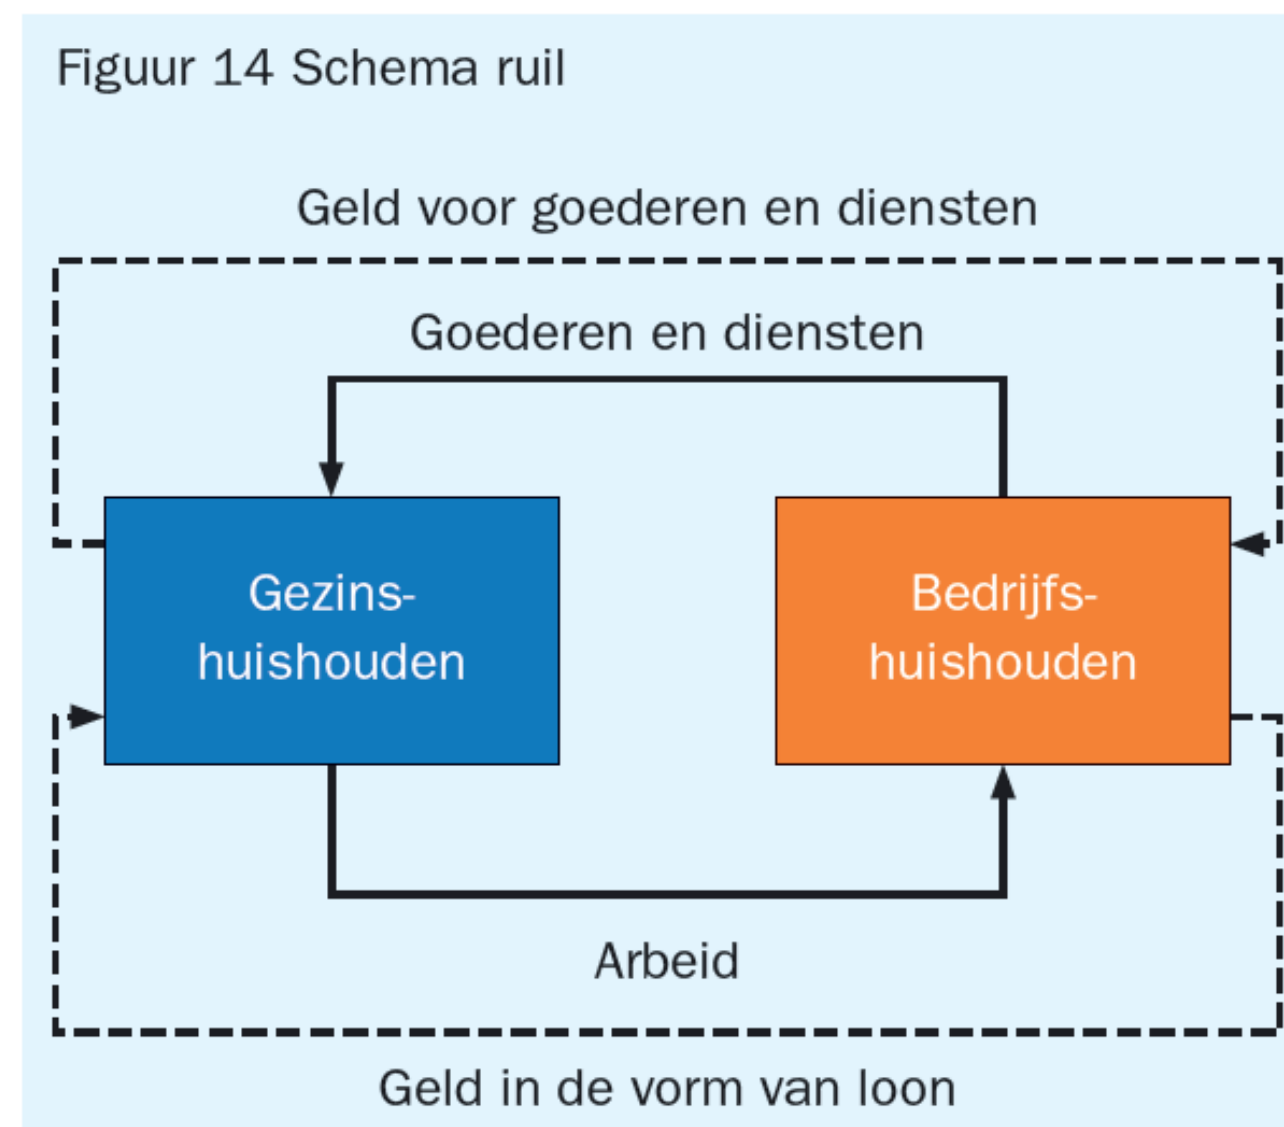 Figuur 14 Schema ruil
Geld voor goederen en diensten
Goederen en diensten
Gezins-
huishouden
Bedrijfs-
huishouden
Arbeid
Geld in de vorm van loon